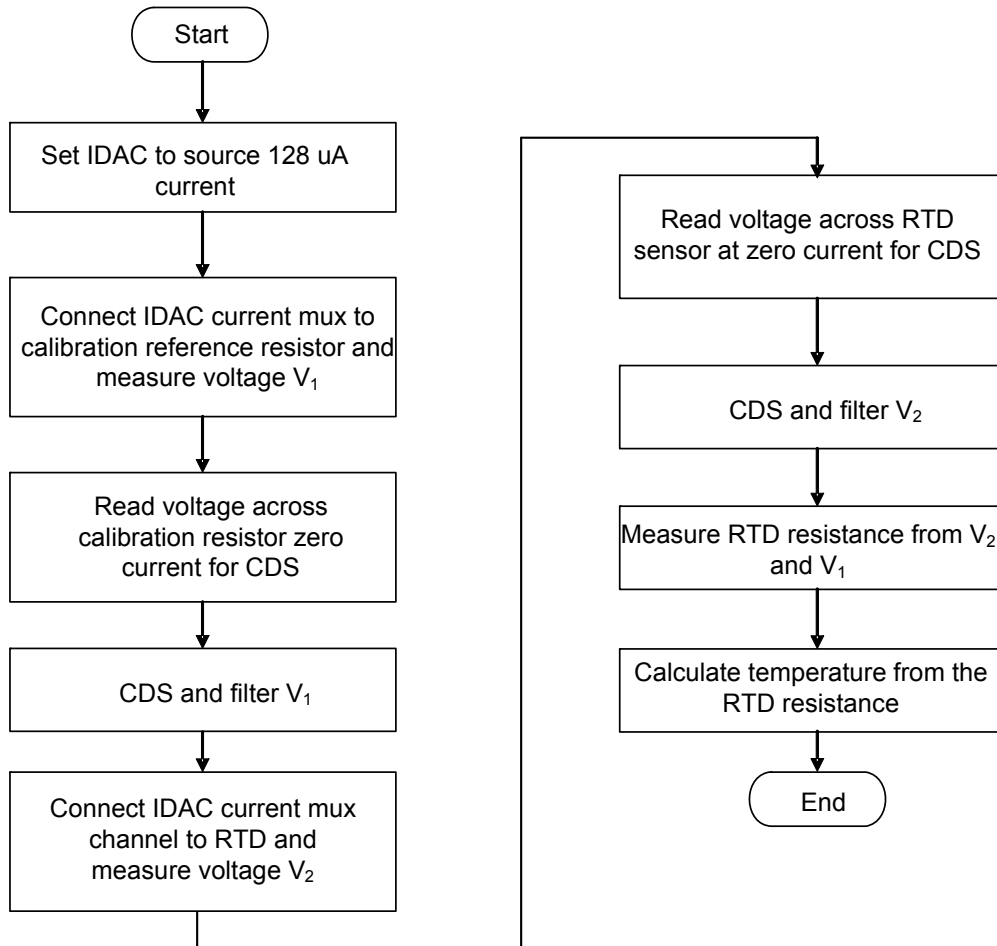 Start
Set IDAC to source 128 uA
current
Connect IDAC current mux to
calibration reference resistor and
measure voltage V₁
Read voltage across
calibration resistor zero
current for CDS
CDS and filter V₁
Connect IDAC current mux
channel to RTD and
measure voltage V₂
Read voltage across RTD
sensor at zero current for CDS
CDS and filter V₂
Measure RTD resistance from V₂
and V₁
Calculate temperature from the
RTD resistance
End